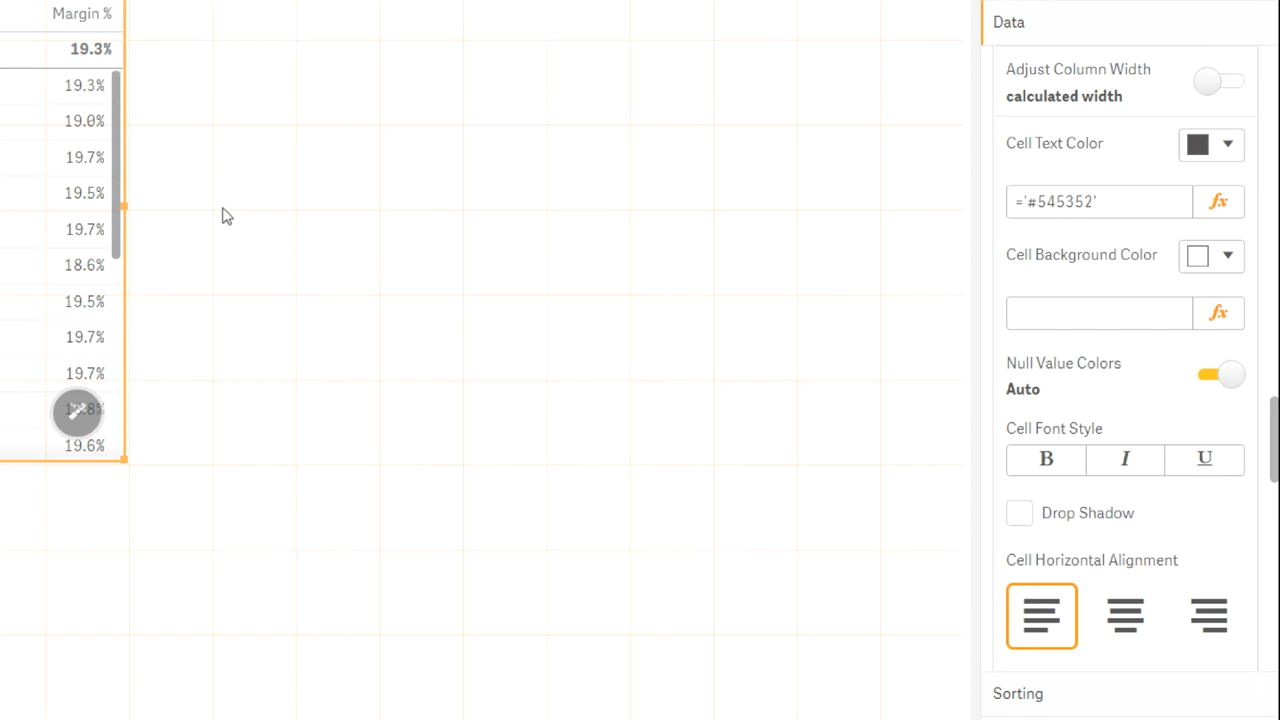 Margin %
19.3%
19.3%
19.0%
19.7%
19.5%
19.7%
18.6%
19.5%
19.7%
19.7%
19.6%
Data
Adjust Column Width
calculated width
Cell Text Color
='#545352'
fx
Cell Background Color
fx
Null Value Colors
Auto
Cell Font Style
B I U
Drop Shadow
Cell Horizontal Alignment
Sorting